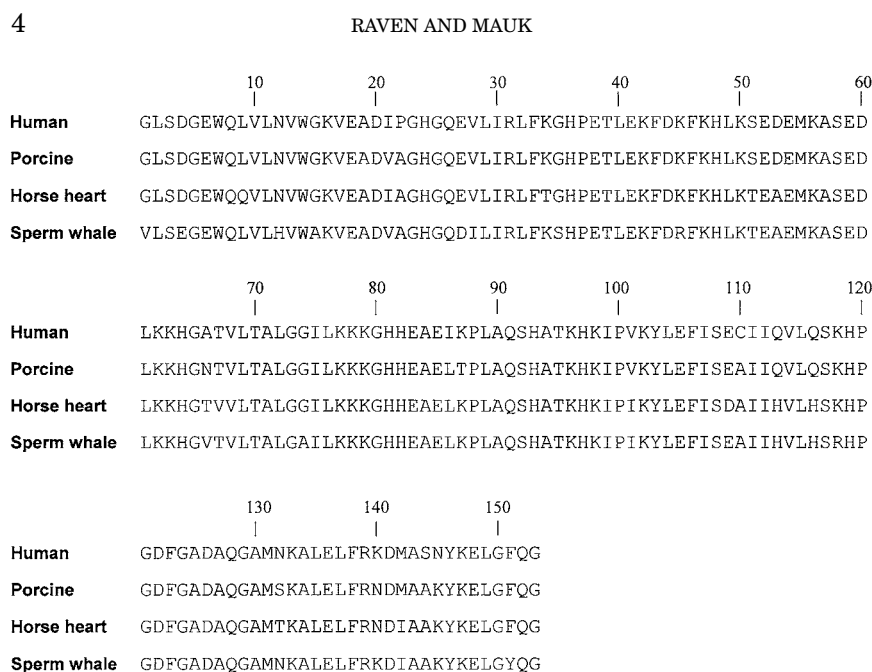 4 RAVEN AND MAUK
10 20 30 40 50 60
Human GLSDGEWQLVLNVWGKVEADIPGHGQEVLIRLFKGHPETLEKFDKFKHLKSEDEMKASED
Porcine GLSDGEWQLVLNVWGKVEADVAGHGQEVLIRLFKGHPETLEKFDKFKHLKSEDEMKASED
Horse heart GLSDGEWQQVLNVWGKVEADIAGHGQEVLIRLFTGHPETLEKFDKFKHLKTEAEMKASED
Sperm whale VLSEGEWQLVLHVWAKVEADVAGHGQDILIRLFKSHPETLEKFDRFKHLKTEAEMKASED
70 80 90 100 110 120
Human LKKHGATVLTALGGILKKKGHHEAEIKPLAQSHATKHKIPVKYLEFISECIIQVLQSKHP
Porcine LKKHGNTVLTALGGILKKKGHHEAELTPLAQSHATKHKIPVKYLEFISEAIIQVLQSKHP
Horse heart LKKHGTVVLTALGGILKKKGHHEAELKPLAQSHATKHKIPIKYLEFISDAIIHVLHSKHP
Sperm whale LKKHGVTVLTALGAILKKKGHHEAELKPLAQSHATKHKIPIKYLEFISEAIIHVLHSRHP
130 140 150
Human GDFGADAQGAMNKALELFRKDMASNYKELGFQG
Porcine GDFGADAQGAMSKALELFRNDMAAKYKELGFQG
Horse heart GDFGADAQGAMTKALELFRNDIAAKYKELGFQG
Sperm whale GDFGADAQGAMNKALELFRKDIAAKYKELGYQG